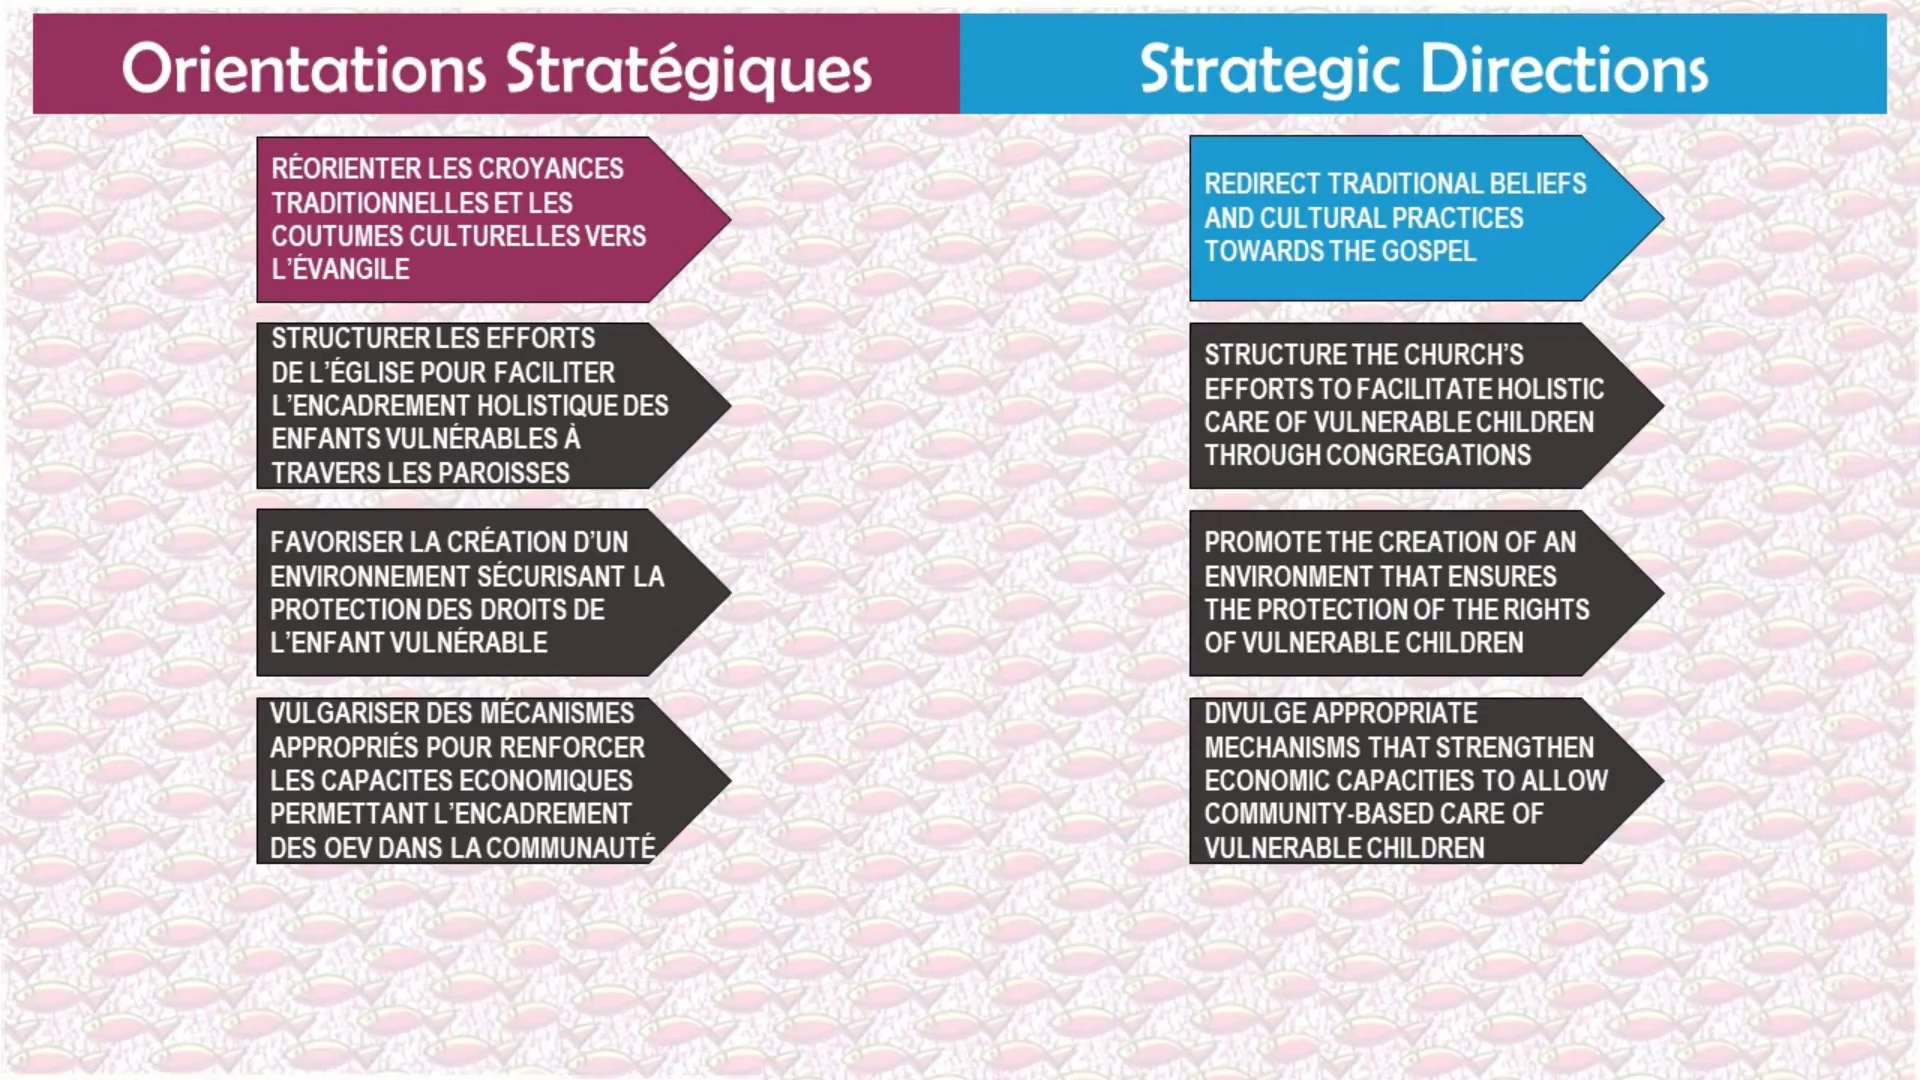 Orientations Stratégiques
RÉORIENTER LES CROYANCES
TRADITIONNELLES ET LES
COUTUMES CULTURELLES VERS
L’ÉVANGILE
STRUCTURER LES EFFORTS
DE L’ÉGLISE POUR FACILITER
L’ENCADREMENT HOLISTIQUE DES
ENFANTS VULNÉRABLES À
TRAVERS LES PAROISSES
FAVORISER LA CRÉATION D’UN
ENVIRONNEMENT SÉCURISANT LA
PROTECTION DES DROITS DE
L’ENFANT VULNÉRABLE
VULGARISER DES MÉCANISMES
APPROPRIÉS POUR RENFORCER
LES CAPACITES ECONOMIQUES
PERMETTANT L’ENCADREMENT
DES OEV DANS LA COMMUNAUTÉ
Strategic Directions
REDIRECT TRADITIONAL BELIEFS
AND CULTURAL PRACTICES
TOWARDS THE GOSPEL
STRUCTURE THE CHURCH’S
EFFORTS TO FACILITATE HOLISTIC
CARE OF VULNERABLE CHILDREN
THROUGH CONGREGATIONS
PROMOTE THE CREATION OF AN
ENVIRONMENT THAT ENSURES
THE PROTECTION OF THE RIGHTS
OF VULNERABLE CHILDREN
DIVULGE APPROPRIATE
MECHANISMS THAT STRENGTHEN
ECONOMIC CAPACITIES TO ALLOW
COMMUNITY-BASED CARE OF
VULNERABLE CHILDREN